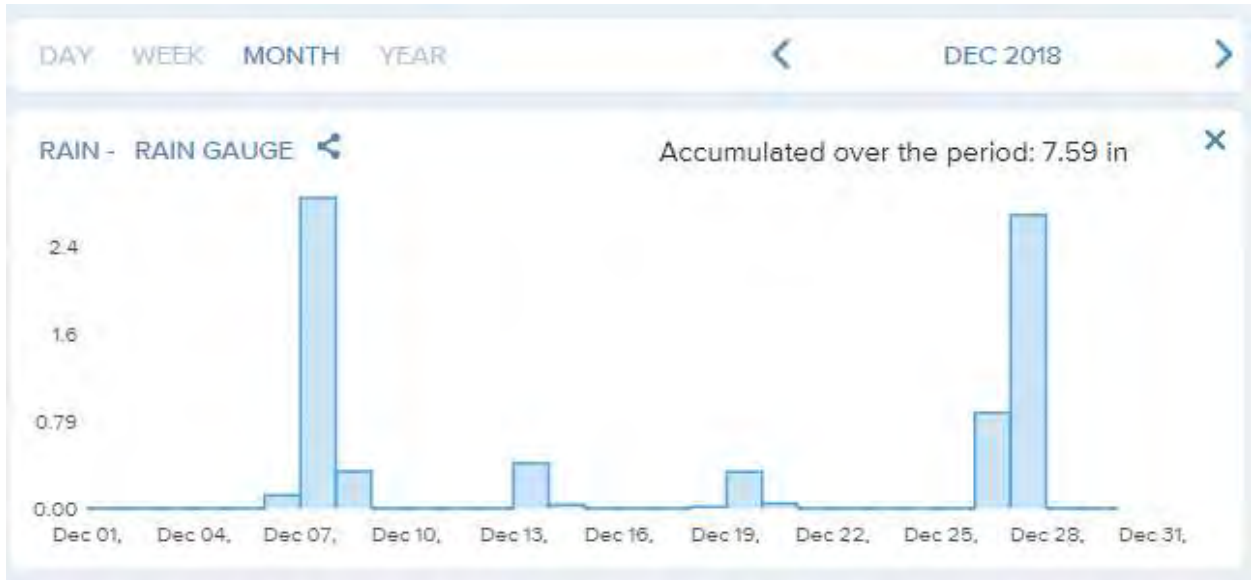 DAY WEEK MONTH YEAR DEC 2018
RAIN - RAIN GAUGE Accumulated over the period: 7.59 in
2.4
1.6
0.79
0.00
Dec 01, Dec 04, Dec 07, Dec 10, Dec 13, Dec 16, Dec 19, Dec 22, Dec 25, Dec 28, Dec 31,